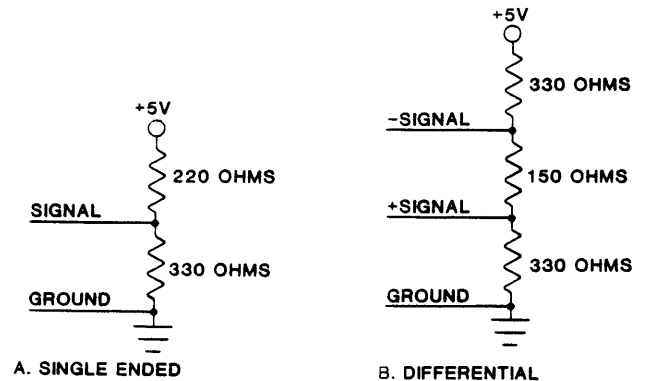 +5V
220 OHMS
SIGNAL
330 OHMS
GROUND
A. SINGLE ENDED
+5V
330 OHMS
-SIGNAL
150 OHMS
+SIGNAL
330 OHMS
GROUND
B. DIFFERENTIAL